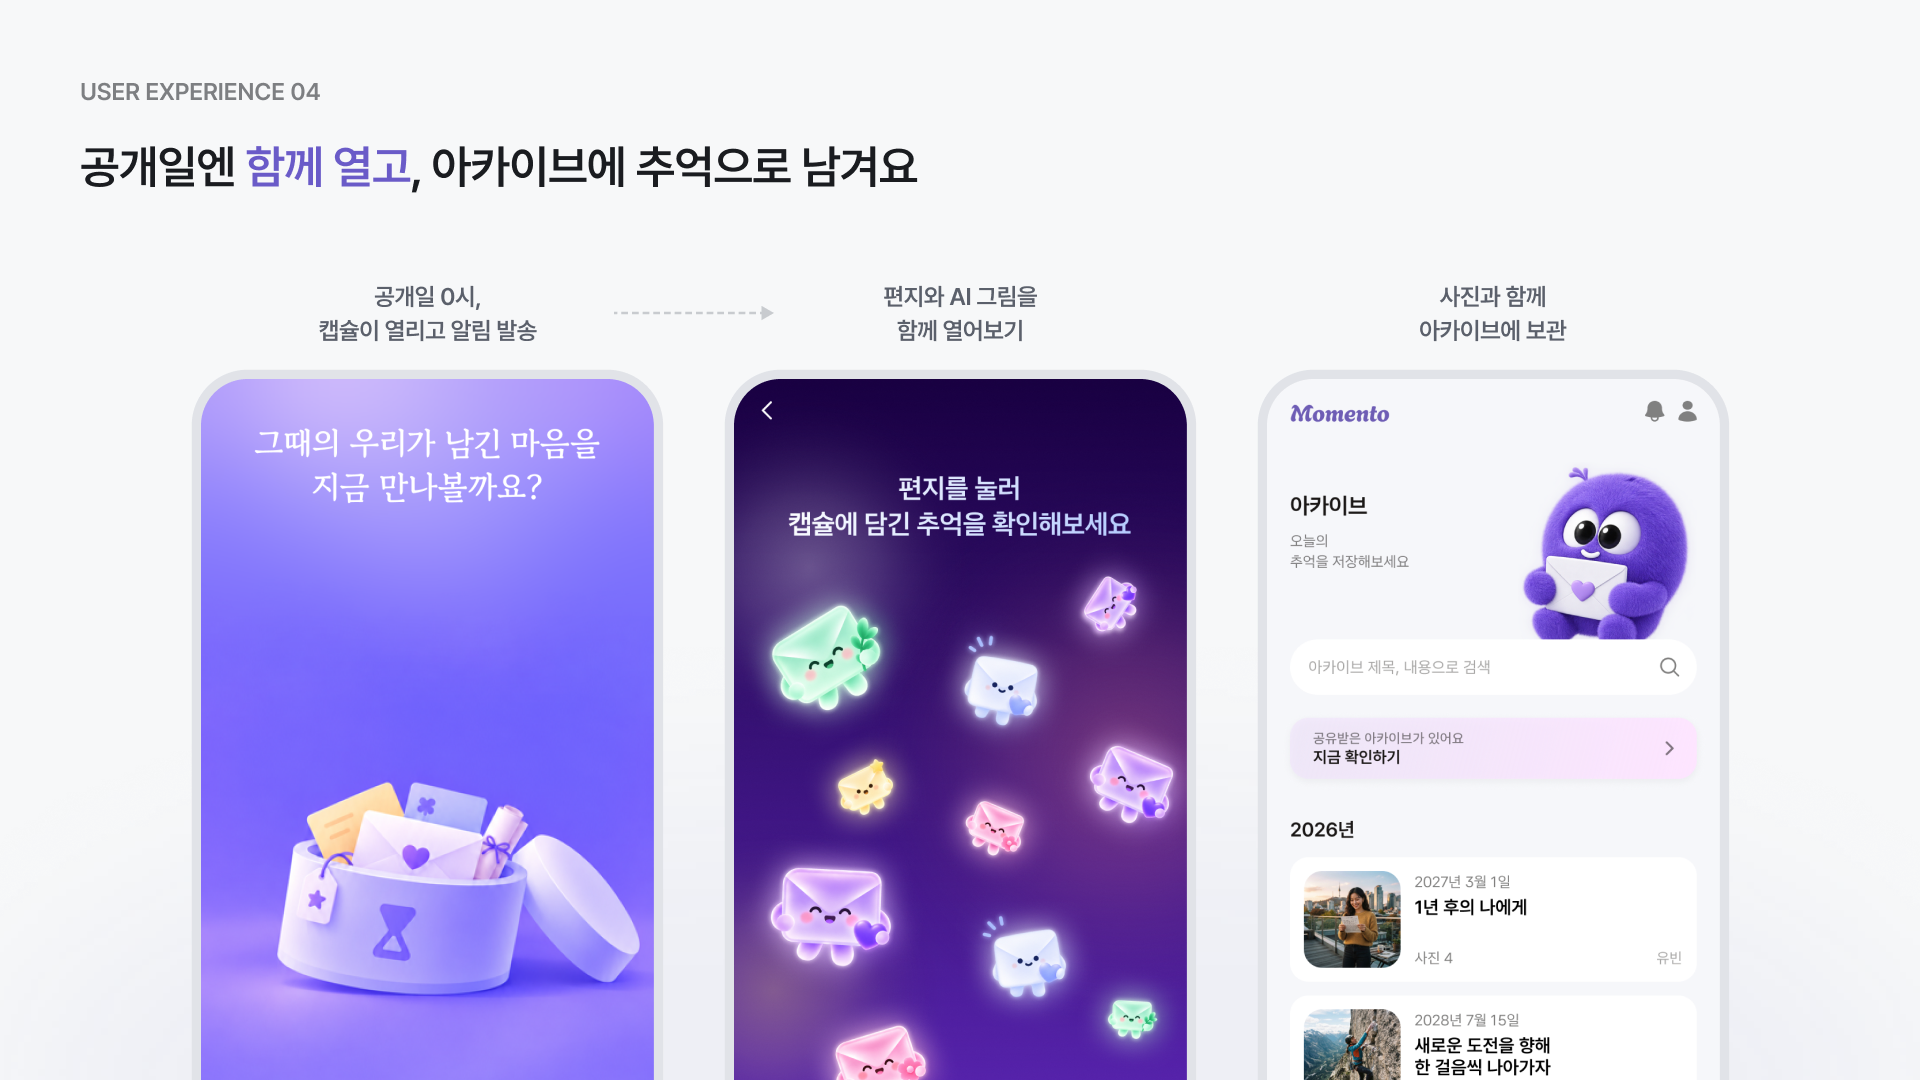 USER EXPERIENCE 04
공개일엔 함께 열고, 아카이브에 추억으로 남겨요
공개일 0시,
캡슐이 열리고 알림 발송
편지와 AI 그림을
함께 열어보기
사진과 함께
아카이브에 보관
그때의 우리가 남긴 마음을
지금 만나볼까요?
편지를 눌러
캡슐에 담긴 추억을 확인해보세요
Momento
아카이브
오늘의
추억을 저장해보세요
아카이브 제목, 내용으로 검색
공유받은 아카이브가 있어요
지금 확인하기
2026년
2027년 3월 1일
1년 후의 나에게
사진 4
유빈
2028년 7월 15일
새로운 도전을 향해
한 걸음씩 나아가자